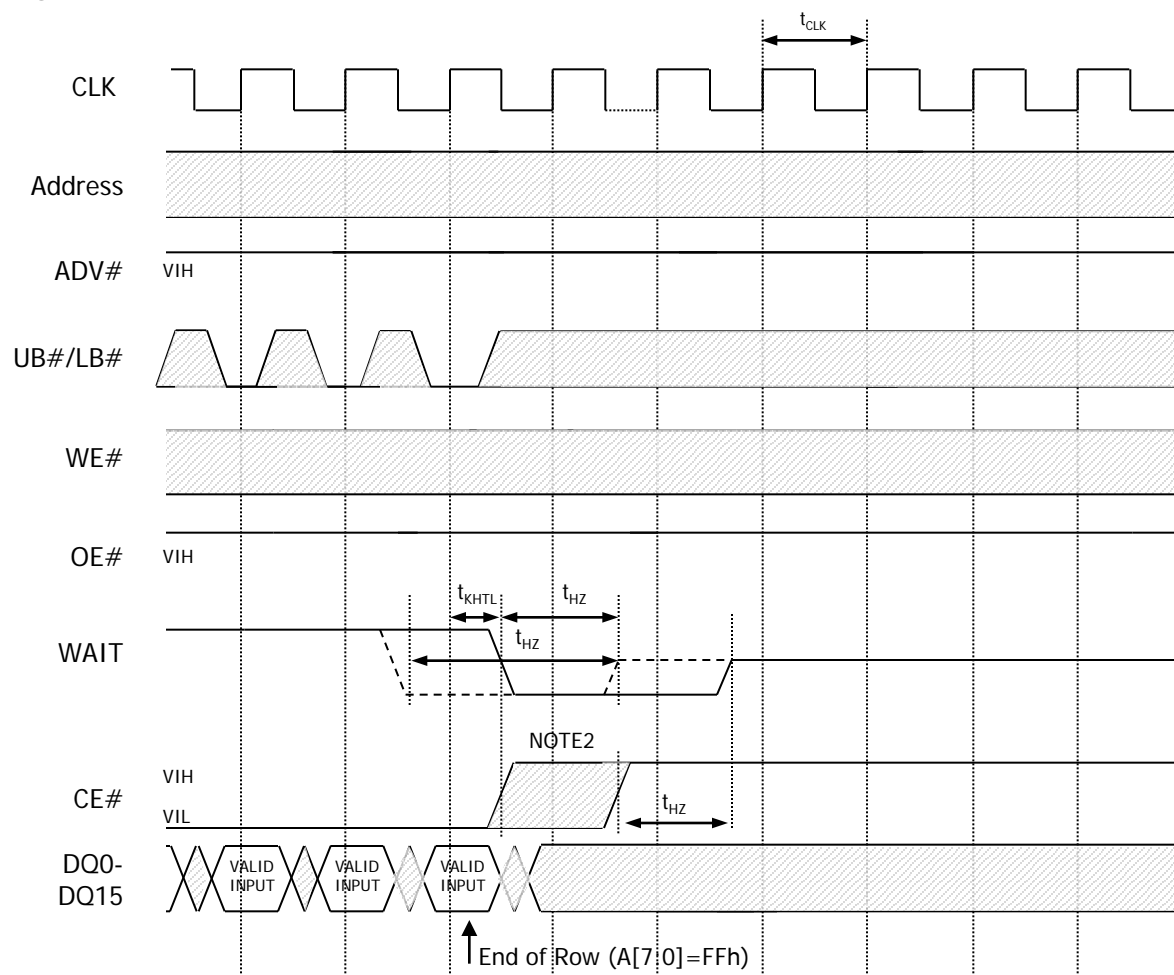 tCLK
CLK
Address
ADV#
VIH
UB#/LB#
WE#
OE#
VIH
tKHTL
tHZ
tHZ
WAIT
NOTE2
VIH
CE#
VIL
tHZ
DQ0-
DQ15
VALID
INPUT
VALID
INPUT
VALID
INPUT
End of Row (A[7:0]=FFh)